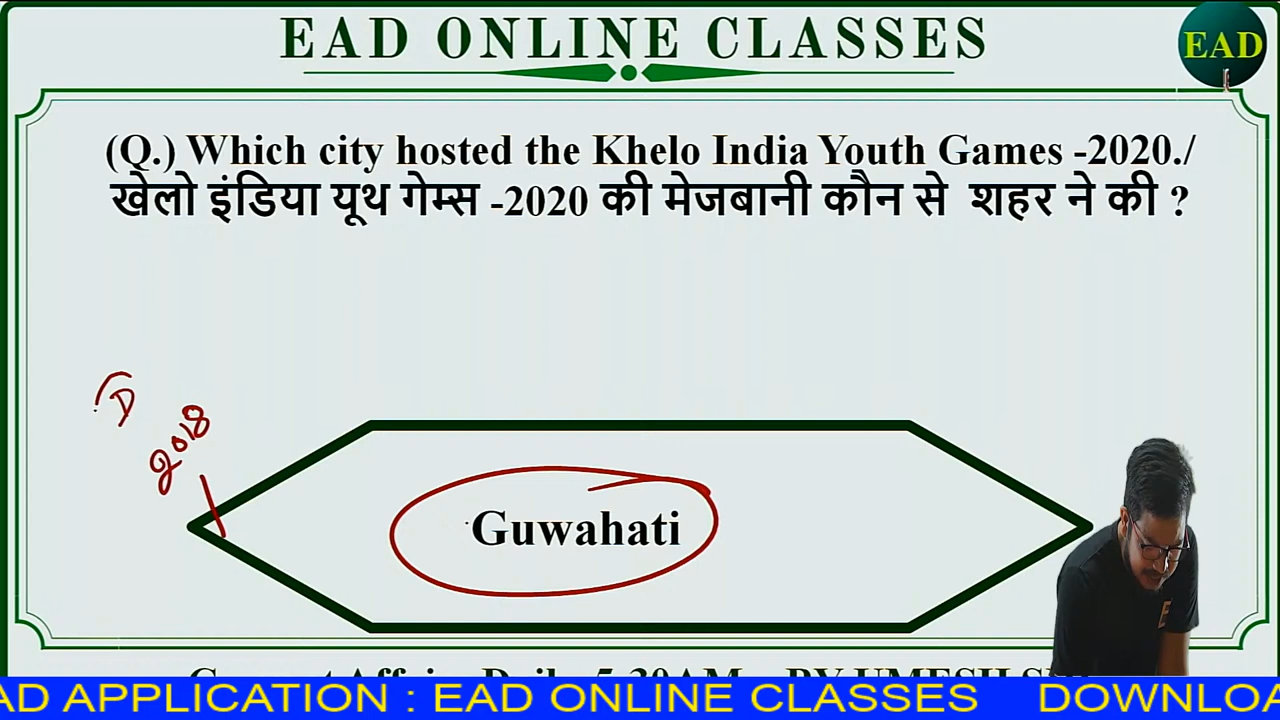 EAD ONLINE CLASSES
EAD
(Q.) Which city hosted the Khelo India Youth Games -2020./
खेलो इंडिया यूथ गेम्स -2020 की मेजबानी कौन से शहर ने की ?
D
2018
Guwahati
AD APPLICATION : EAD ONLINE CLASSES DOWNLOA